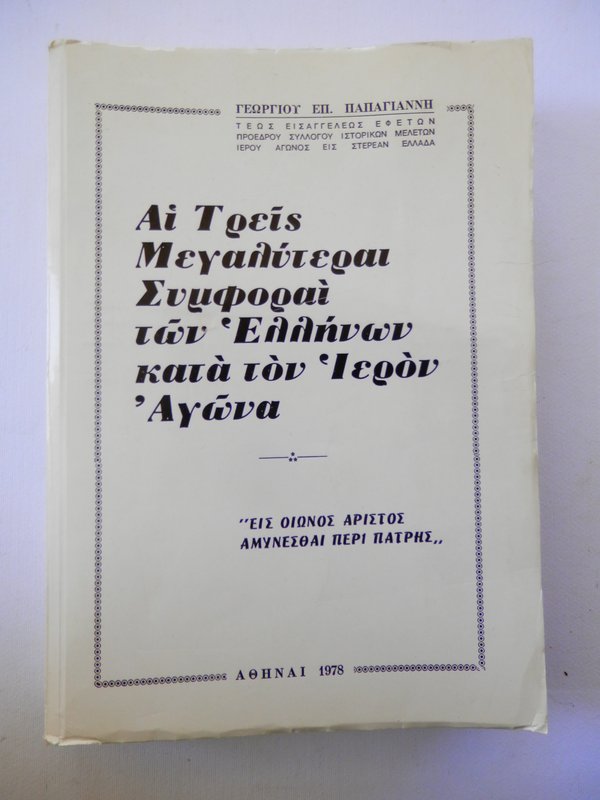 ΓΕΩΡΓΙΟΥ ΕΠ. ΠΑΠΑΓΙΑΝΝΗ
ΤΕΩΣ ΕΙΣΑΓΓΕΛΕΩΣ ΕΦΕΤΩΝ
ΠΡΟΕΔΡΟΥ ΣΥΛΛΟΓΟΥ ΙΣΤΟΡΙΚΩΝ ΜΕΛΕΤΩΝ
ΙΕΡΟΥ ΑΓΩΝΟΣ ΕΙΣ ΣΤΕΡΕΑΝ ΕΛΛΑΔΑ
Αἱ Τρεῖς
Μεγαλύτεραι
Συμφοραὶ
τῶν Ἑλλήνων
κατὰ τὸν Ἱερὸν
Ἀγῶνα
"ΕΙΣ ΟΙΩΝΟΣ ΑΡΙΣΤΟΣ
ΑΜΥΝΕΣΘΑΙ ΠΕΡΙ ΠΑΤΡΗΣ,,
ΑΘΗΝΑΙ 1978